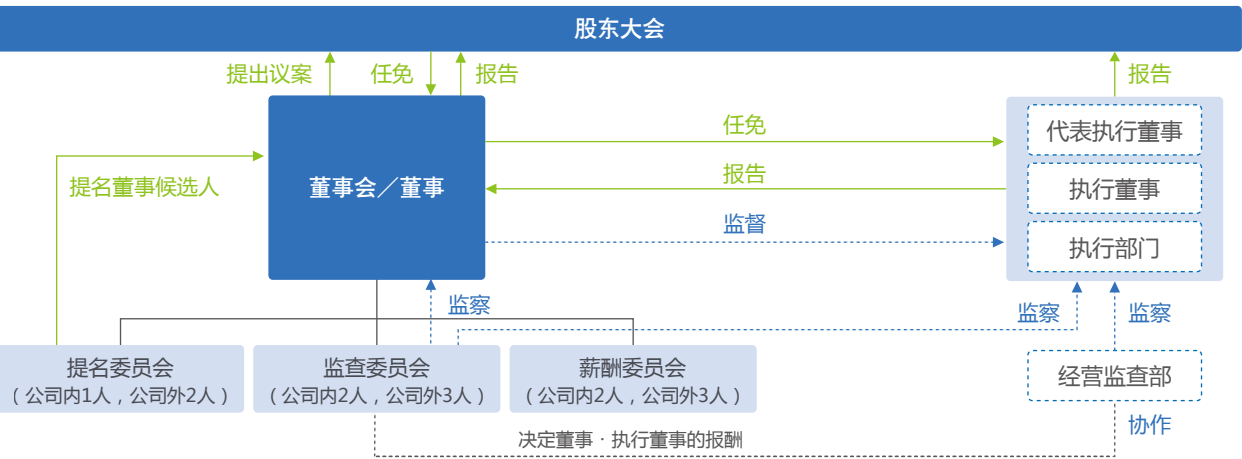 股东大会
提出议案
任免
报告
报告
代表执行董事
任免
提名董事候选人
董事会／董事
报告
执行董事
监督
执行部门
监察
监察
监察
提名委员会
（公司内1人，公司外2人）
监查委员会
（公司内2人，公司外3人）
薪酬委员会
（公司内2人，公司外3人）
经营监查部
协作
决定董事·执行董事的报酬